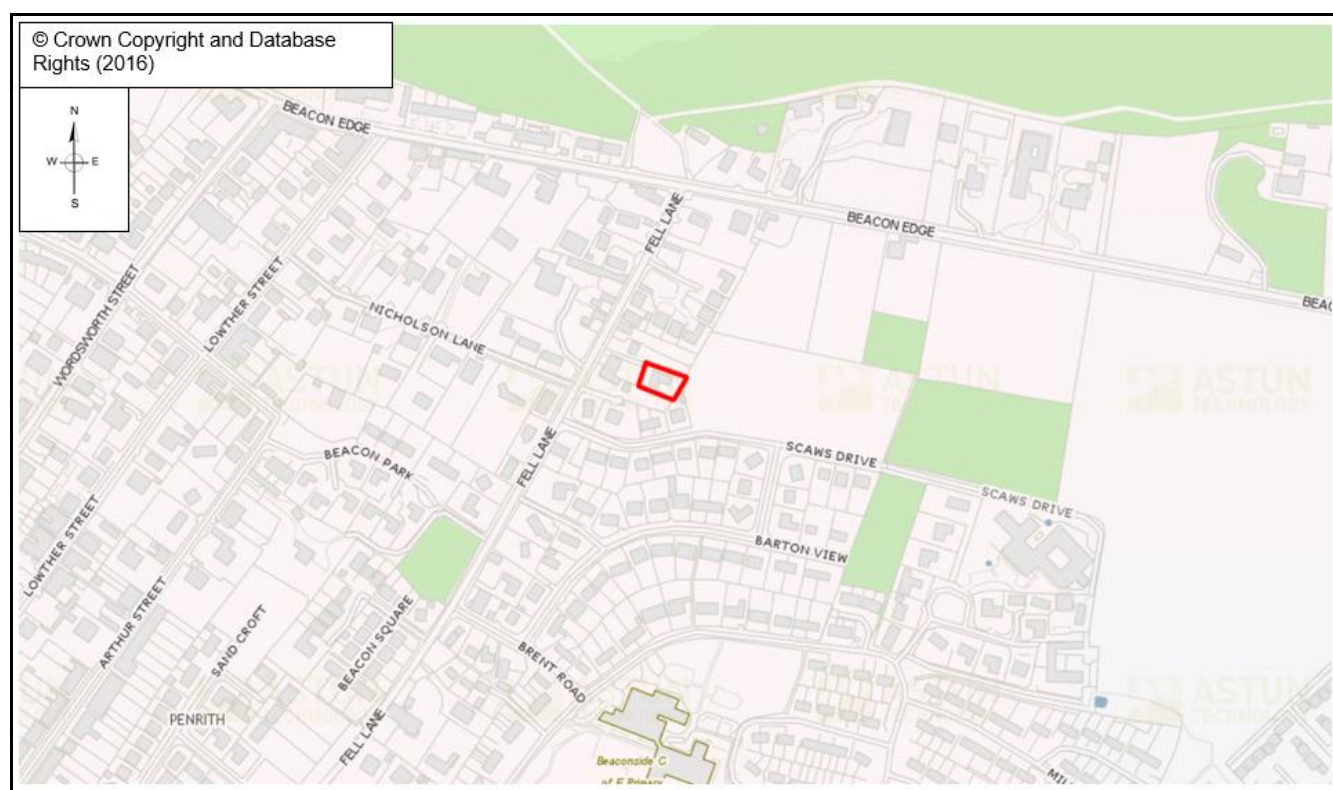 © Crown Copyright and Database
Rights (2016)
N
W E
S
BEACON EDGE
FELL LANE
BEACON EDGE
WORDSWORTH STREET
LOWTHER STREET
NICHOLSON LANE
ASTUN
TECHNOLOGY
ASTUN
TECHNOLOGY
BEACON PARK
FELL LANE
SCAWS DRIVE
SCAWS DRIVE
LOWTHER STREET
BARTON VIEW
ARTHUR STREET
SAND CROFT
BEACON SQUARE
BRENT ROAD
PENRITH
FELL LANE
ASTUN
TECHNOLOGY
Beaconside C
of E Primary